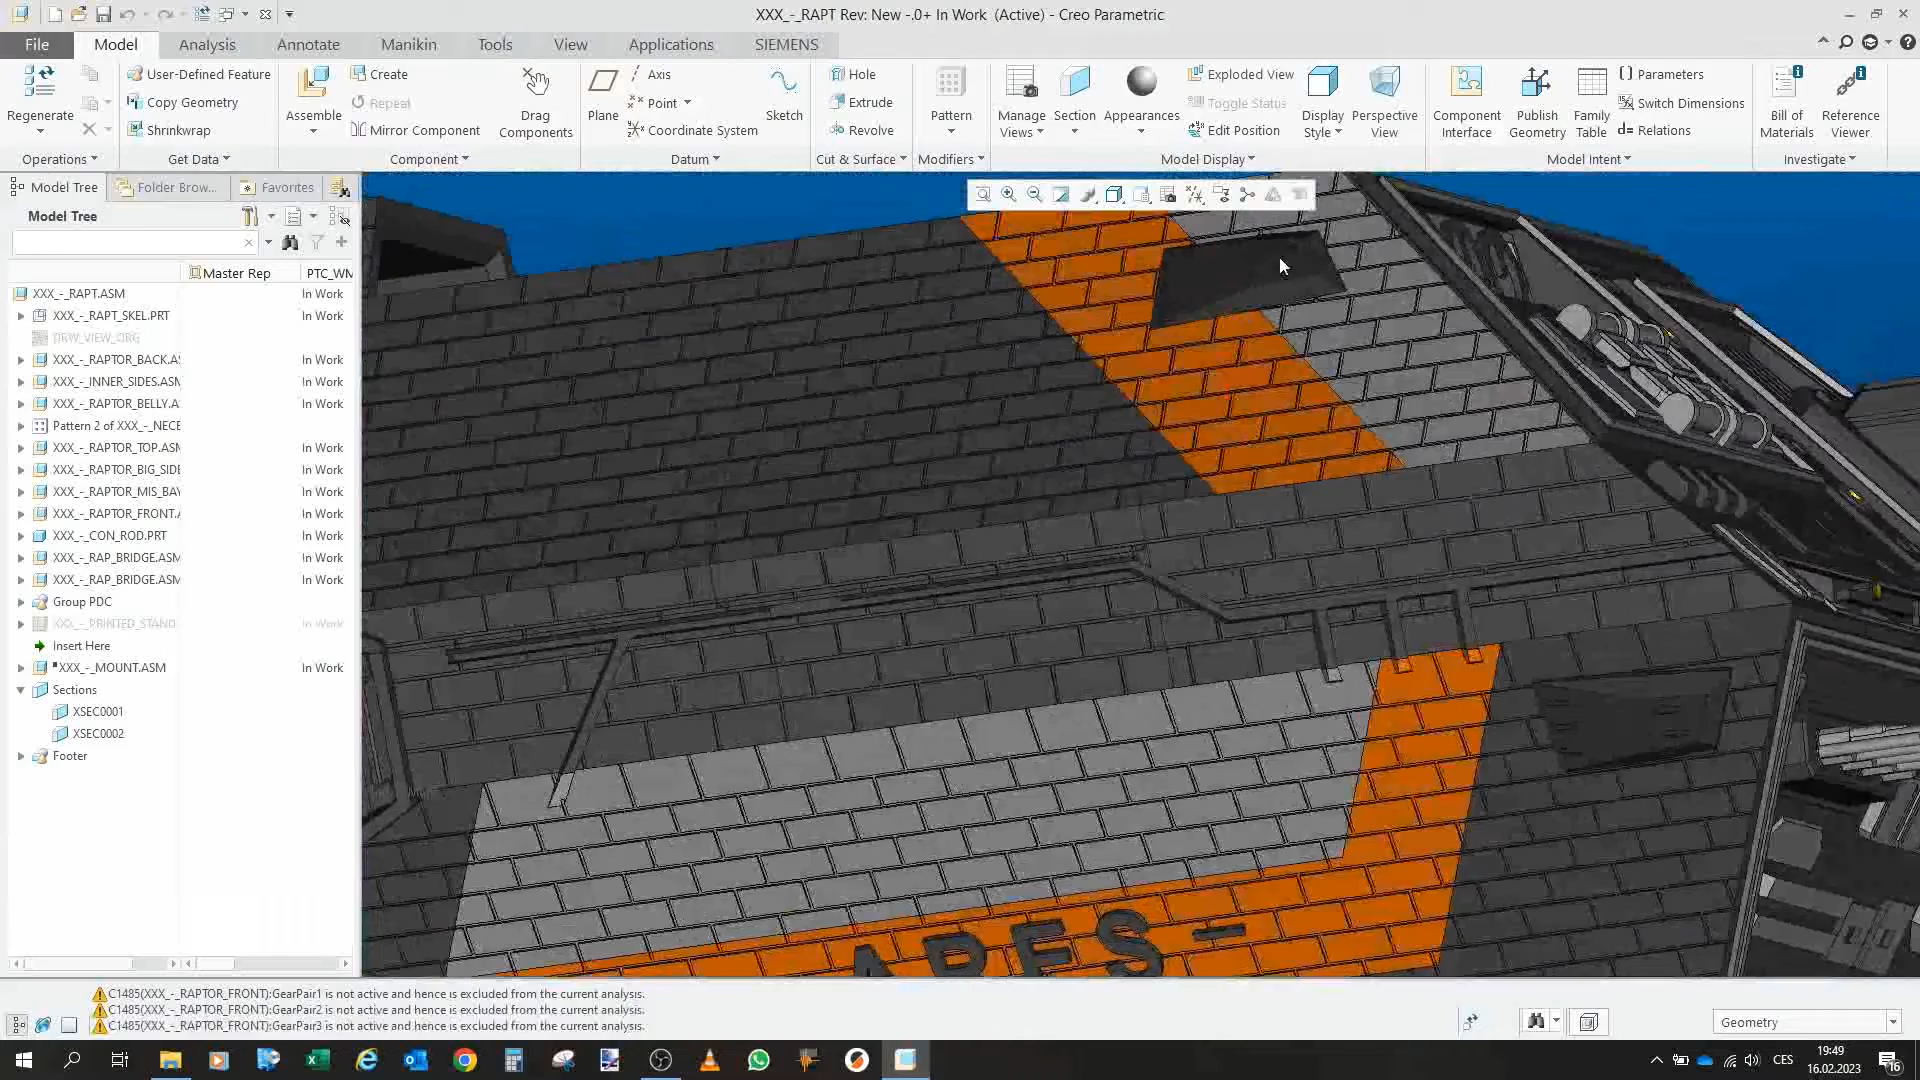 XXX_-_RAPT Rev: New -.0+ In Work (Active) - Creo Parametric
File Model Analysis Annotate Manikin Tools View Applications SIEMENS
User-Defined Feature Create Axis Hole Exploded View Parameters
Copy Geometry Repeat Point Extrude Toggle Status Switch Dimensions
Shrinkwrap Mirror Component Coordinate System Revolve Edit Position Relations
Regenerate Assemble Drag Components Plane Sketch Pattern Manage Views Section Appearances Display Style Perspective View Component Interface Publish Geometry Family Table Bill of Materials Reference Viewer
Operations Get Data Component Datum Cut & Surface Modifiers Model Display Model Intent Investigate
Model Tree Folder Brow... Favorites
Model Tree
Master Rep PTC_WM
XXX_-_RAPT.ASM In Work
XXX_-_RAPT_SKEL.PRT In Work
DRW_VIEW_ORG
XXX_-_RAPTOR_BACK.AS In Work
XXX_-_INNER_SIDES.ASM In Work
XXX_-_RAPTOR_BELLY.A In Work
Pattern 2 of XXX_-_NECE
XXX_-_RAPTOR_TOP.ASM In Work
XXX_-_RAPTOR_BIG_SIDE In Work
XXX_-_RAPTOR_MIS_BAY In Work
XXX_-_RAPTOR_FRONT.A In Work
XXX_-_CON_ROD.PRT In Work
XXX_-_RAP_BRIDGE.ASM In Work
XXX_-_RAP_BRIDGE.ASM In Work
Group PDC
XXX_-_PRINTED_STAND In Work
Insert Here
XXX_-_MOUNT.ASM In Work
Sections
XSEC0001
XSEC0002
Footer
ARES-
C1485(XXX_-_RAPTOR_FRONT):GearPair1 is not active and hence is excluded from the current analysis.
C1485(XXX_-_RAPTOR_FRONT):GearPair2 is not active and hence is excluded from the current analysis.
C1485(XXX_-_RAPTOR_FRONT):GearPair3 is not active and hence is excluded from the current analysis.
Geometry
CES
19:49
16.02.2023
16